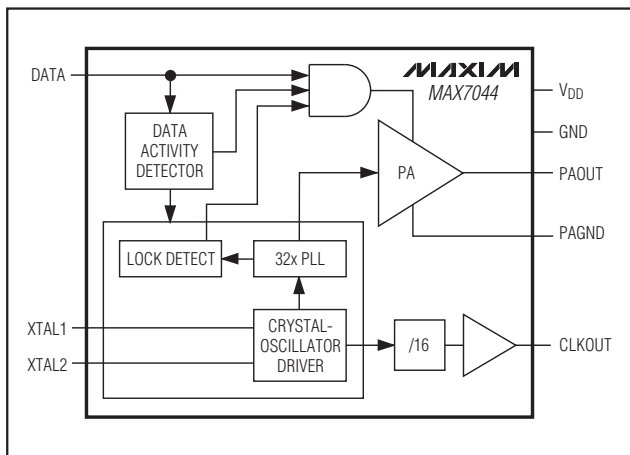 DATA
MAXIM
MAX7044
VDD
GND
DATA
ACTIVITY
DETECTOR
PA
PAOUT
PAGND
LOCK DETECT
32x PLL
XTAL1
XTAL2
CRYSTAL-
OSCILLATOR
DRIVER
/16
CLKOUT